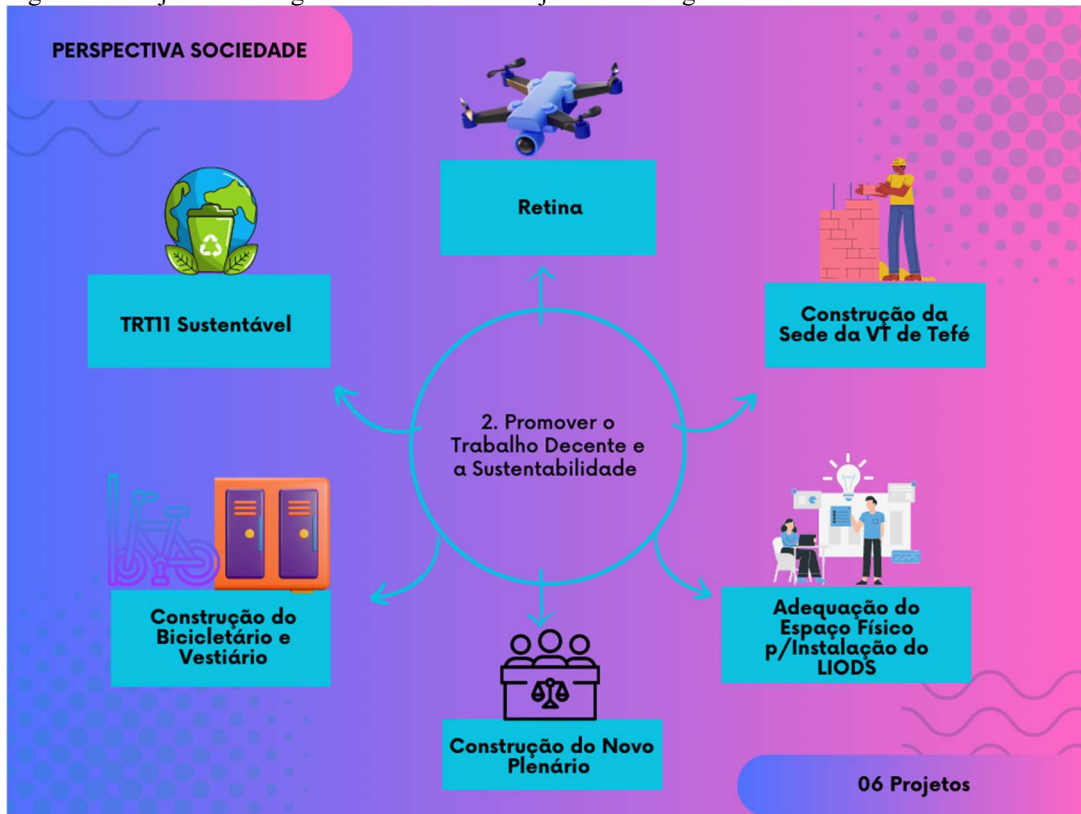 PERSPECTIVA SOCIEDADE
Retina
TRT11 Sustentável
Construção da
Sede da VT de Tefé
2. Promover o
Trabalho Decente e
a Sustentabilidade
Construção do
Bicicletário e
Vestiário
Adequação do
Espaço Físico
p/Instalação do
LIODS
Construção do Novo
Plenário
06 Projetos